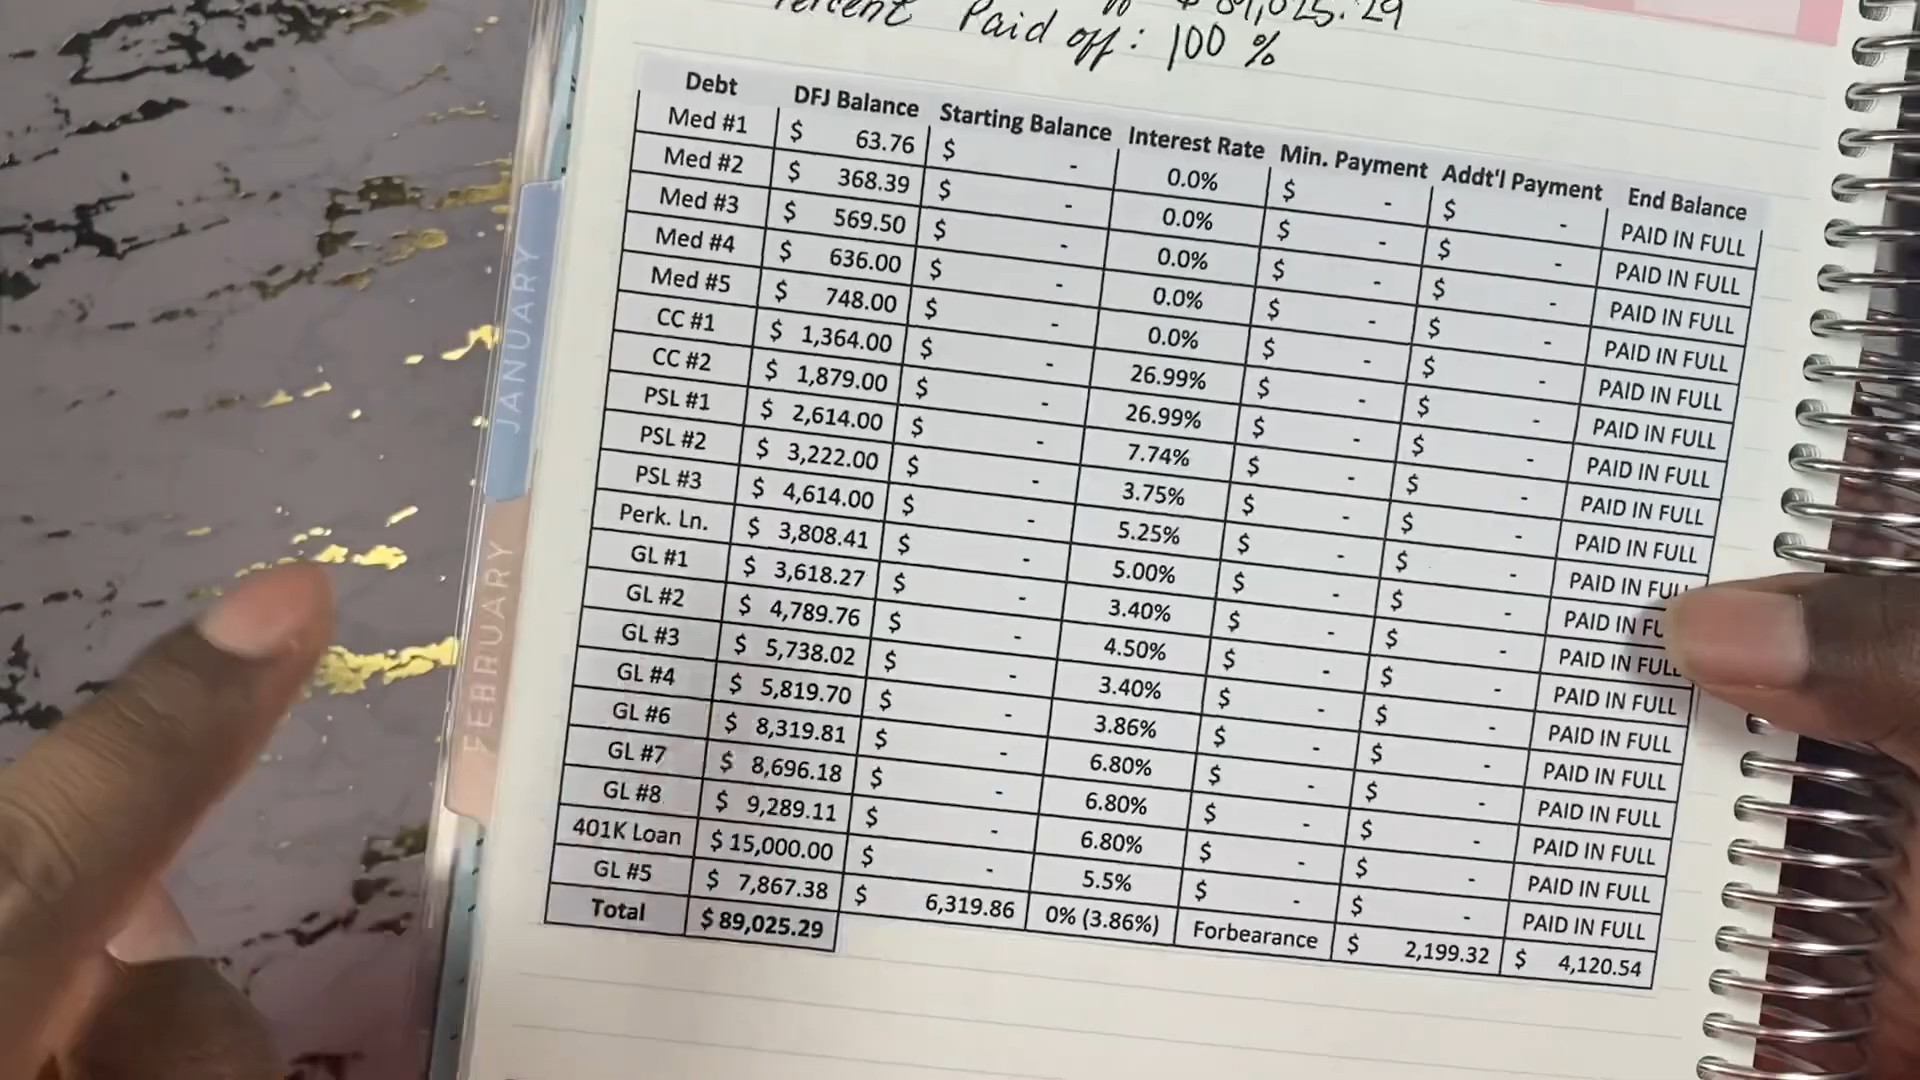 $ 89,025.29
Percent Paid off: 100 %
Debt DFJ Balance Starting Balance Interest Rate Min. Payment Addt'l Payment End Balance
Med #1 $ 63.76 $ - 0.0% $ - $ - PAID IN FULL
Med #2 $ 368.39 $ - 0.0% $ - $ - PAID IN FULL
Med #3 $ 569.50 $ - 0.0% $ - $ - PAID IN FULL
Med #4 $ 636.00 $ - 0.0% $ - $ - PAID IN FULL
Med #5 $ 748.00 $ - 0.0% $ - $ - PAID IN FULL
CC #1 $ 1,364.00 $ - 26.99% $ - $ - PAID IN FULL
CC #2 $ 1,879.00 $ - 26.99% $ - $ - PAID IN FULL
PSL #1 $ 2,614.00 $ - 7.74% $ - $ - PAID IN FULL
PSL #2 $ 3,222.00 $ - 3.75% $ - $ - PAID IN FULL
PSL #3 $ 4,614.00 $ - 5.25% $ - $ - PAID IN FULL
Perk. Ln. $ 3,808.41 $ - 5.00% $ - $ - PAID IN FU
GL #1 $ 3,618.27 $ - 3.40% $ - $ - PAID IN FULL
GL #2 $ 4,789.76 $ - 4.50% $ - $ - PAID IN FULL
GL #3 $ 5,738.02 $ - 3.40% $ - $ - PAID IN FULL
GL #4 $ 5,819.70 $ - 3.86% $ - $ - PAID IN FULL
GL #6 $ 8,319.81 $ - 6.80% $ - $ - PAID IN FULL
GL #7 $ 8,696.18 $ - 6.80% $ - $ - PAID IN FULL
GL #8 $ 9,289.11 $ - 6.80% $ - $ - PAID IN FULL
401K Loan $ 15,000.00 $ - 5.5% $ - $ - PAID IN FULL
GL #5 $ 7,867.38 $ 6,319.86 0% (3.86%) Forbearance $ 2,199.32 $ 4,120.54
Total $ 89,025.29
JANUARY
FEBRUARY